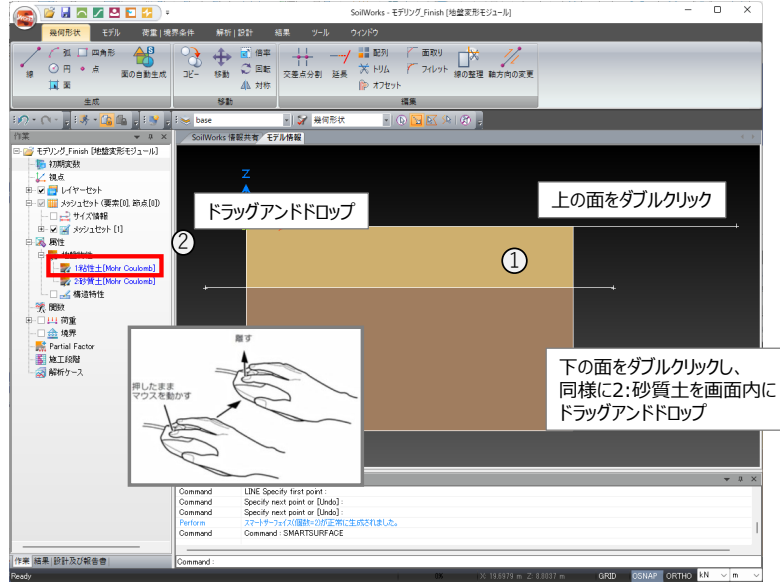 SoilWorks - モデリング_Finish [地盤変形モジュール]
幾何形状 モデル 荷重|境界条件 解析|設計 結果 ツール ウィンドウ
線
弧 四角形
円 点
面
面の自動生成
コピー
移動
倍率
回転
対称
交差点分割
延長
配列
トリム
オフセット
面取り
フィレット
線の整理
軸方向の変更
生成 移動 編集
base
幾何形状
作業
SoilWorks 情報共有 モデル情報
モデリング_Finish [地盤変形モジュール]
初期変数
視点
レイヤーセット
メッシュセット (要素[0], 節点[0])
サイズ情報
メッシュセット [1]
属性
地盤特性
1:粘性土[Mohr Coulomb]
2:砂質土[Mohr Coulomb]
構造特性
関数
荷重
境界
Partial Factor
施工段階
解析ケース
Z
ドラッグアンドドロップ
上の面をダブルクリック
②
①
離す
押したまま
マウスを動かす
下の面をダブルクリックし、
同様に2:砂質土を画面内に
ドラッグアンドドロップ
Command LINE Specify first point :
Command Specify next point or [Undo] :
Command Specify next point or [Undo] :
Perform スマートサーフェイス(個数=2)が正常に生成されました。
Command Command : SMARTSURFACE
作業 結果 設計及び報告書
Command :
Ready
0%
X: 19.6979 m Z: 8.8037 m
GRID OSNAP ORTHO kN m